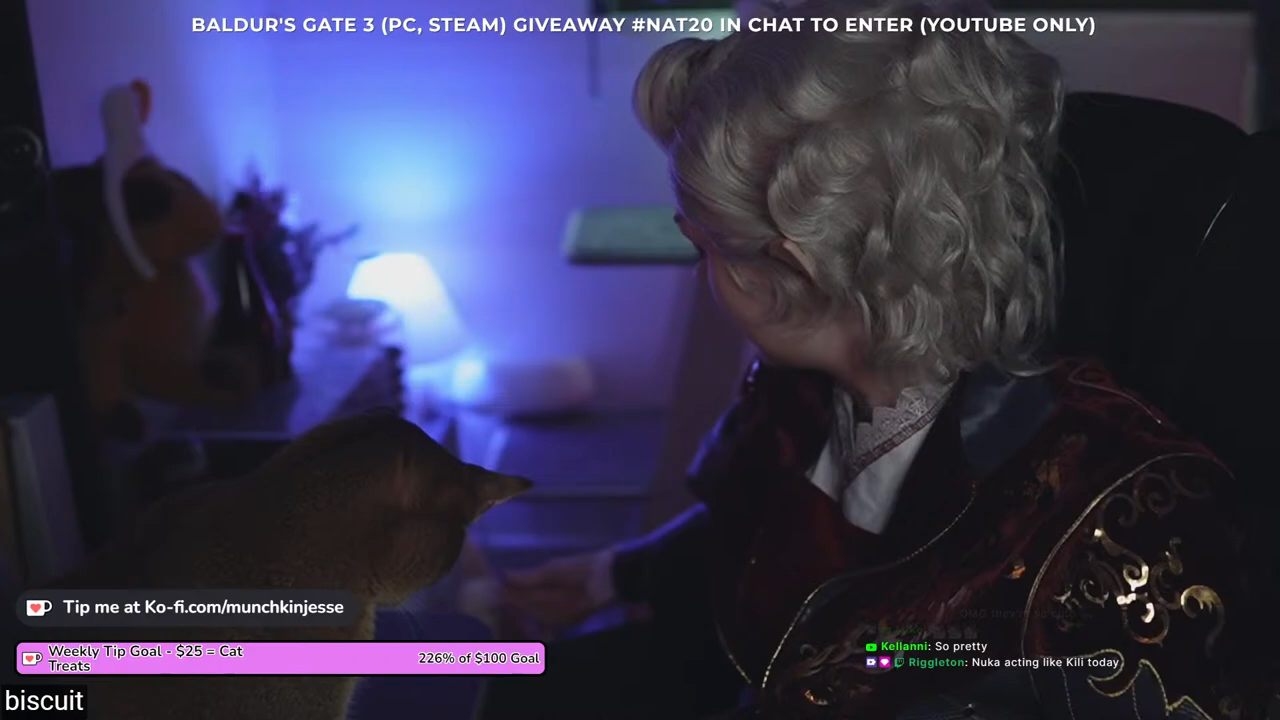 BALDUR'S GATE 3 (PC, STEAM) GIVEAWAY #NAT20 IN CHAT TO ENTER (YOUTUBE ONLY)
Tip me at Ko-fi.com/munchkinjesse
Weekly Tip Goal - $25 = Cat
Treats
226% of $100 Goal
Kellanni: So pretty
Riggleton: Nuka acting like Kili today
biscuit